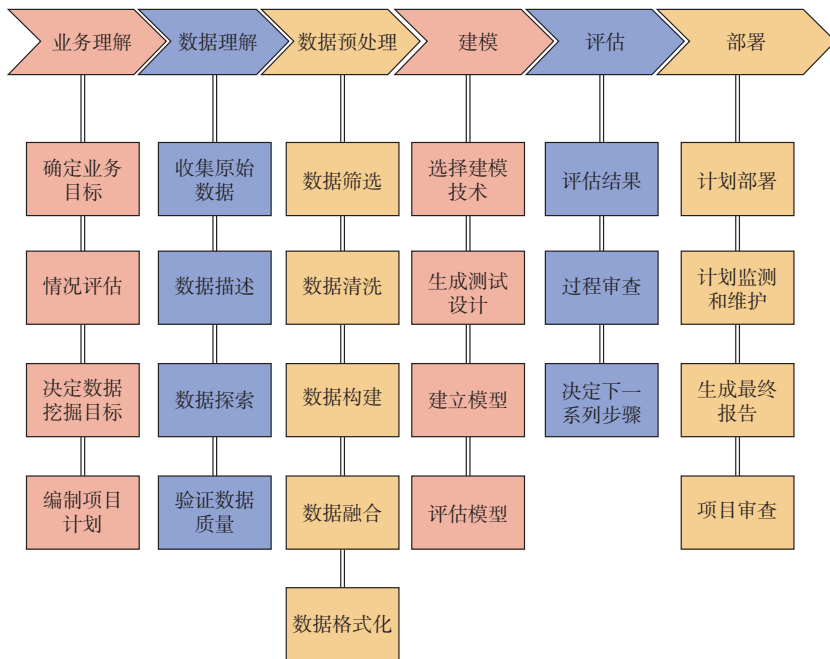 业务理解
数据理解
数据预处理
建模
评估
部署
确定业务
目标
收集原始
数据
数据筛选
选择建模
技术
评估结果
计划部署
情况评估
数据描述
数据清洗
生成测试
设计
过程审查
计划监测
和维护
决定数据
挖掘目标
数据探索
数据构建
建立模型
决定下一
系列步骤
生成最终
报告
编制项目
计划
验证数据
质量
数据融合
评估模型
项目审查
数据格式化